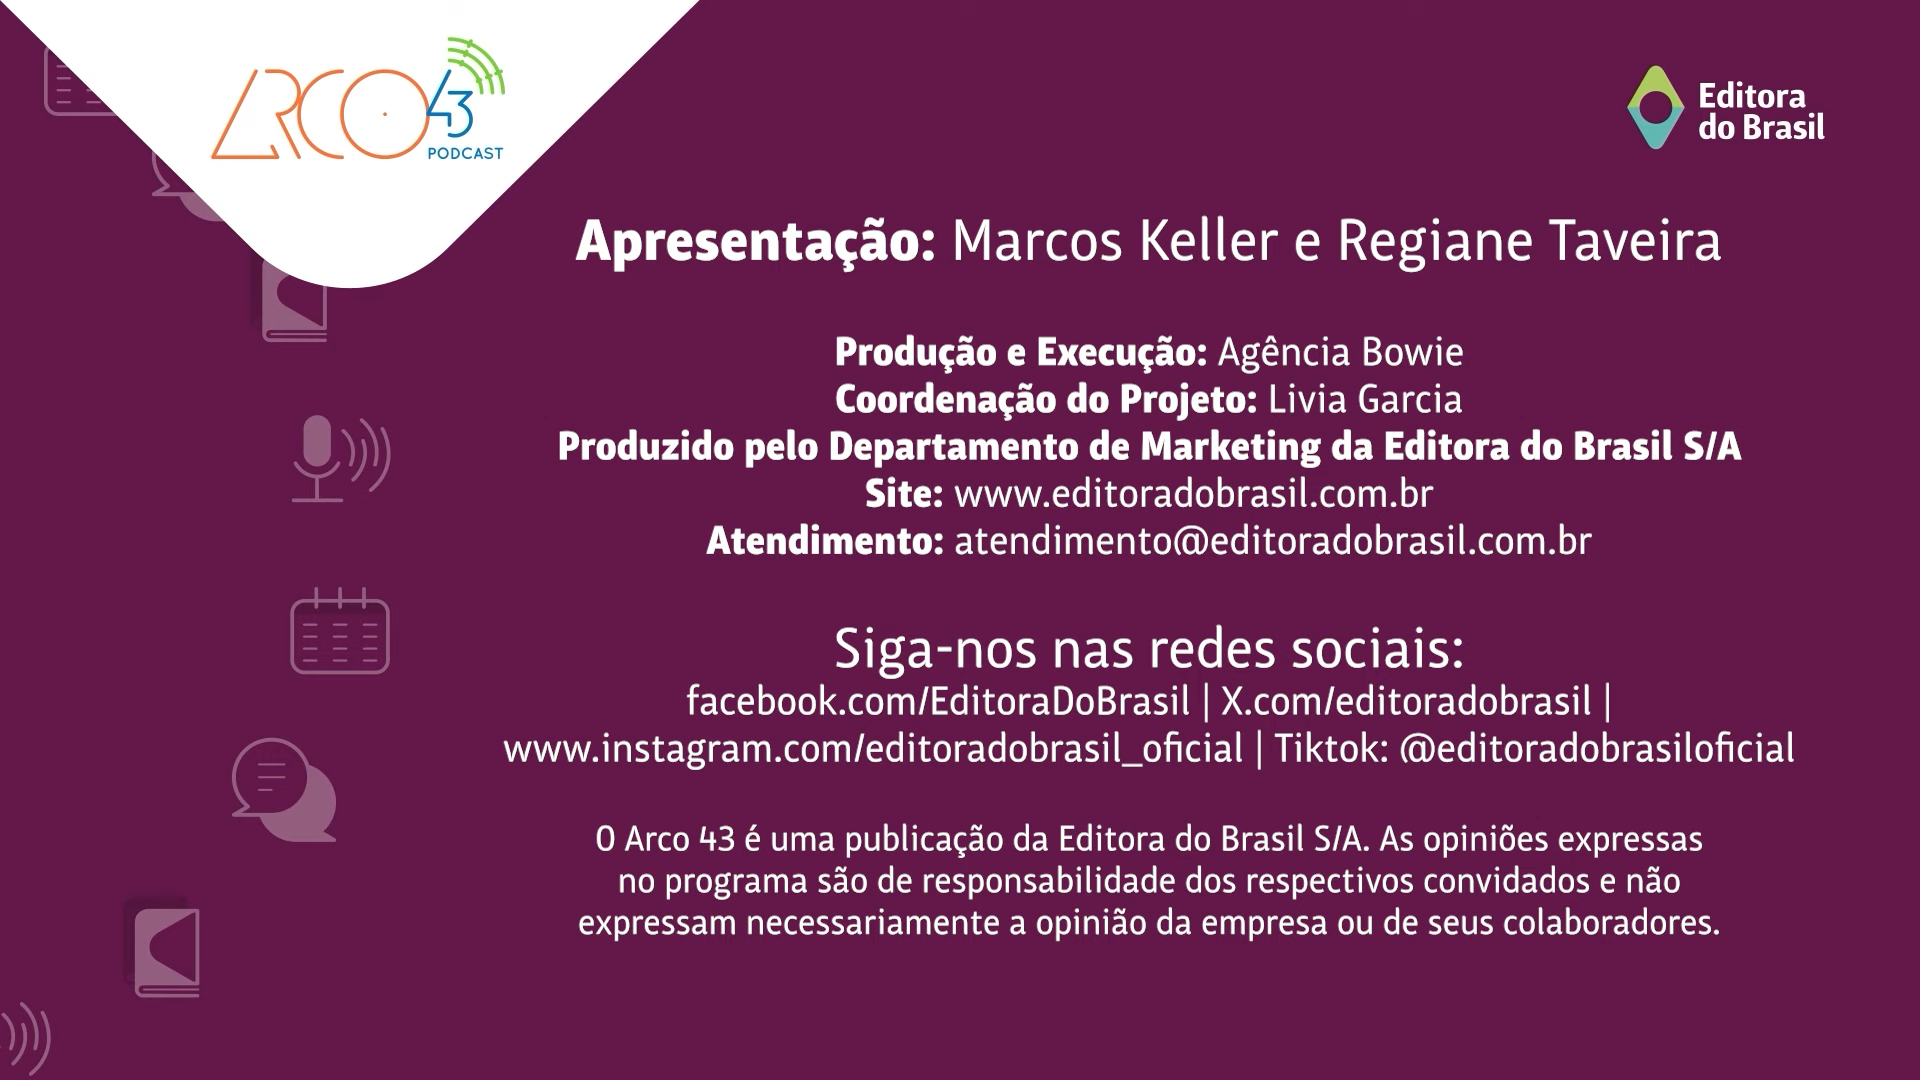 ARCO43
PODCAST
Editora
do Brasil
Apresentação: Marcos Keller e Regiane Taveira
Produção e Execução: Agência Bowie
Coordenação do Projeto: Livia Garcia
Produzido pelo Departamento de Marketing da Editora do Brasil S/A
Site: www.editoradobrasil.com.br
Atendimento: atendimento@editoradobrasil.com.br
Siga-nos nas redes sociais:
facebook.com/EditoraDoBrasil | X.com/editoradobrasil |
www.instagram.com/editoradobrasil_oficial | Tiktok: @editoradobrasiloficial
O Arco 43 é uma publicação da Editora do Brasil S/A. As opiniões expressas
no programa são de responsabilidade dos respectivos convidados e não
expressam necessariamente a opinião da empresa ou de seus colaboradores.